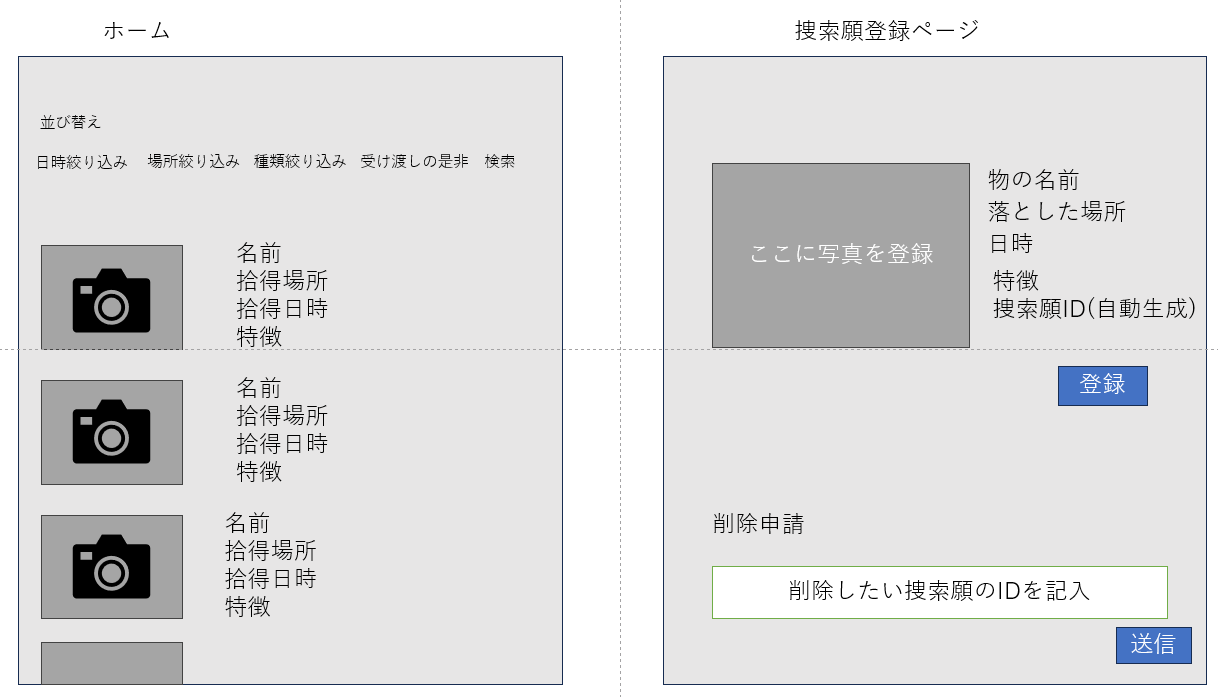 ホーム
並び替え
日時絞り込み 場所絞り込み 種類絞り込み 受け渡しの是非 検索
名前
拾得場所
拾得日時
特徴
名前
拾得場所
拾得日時
特徴
名前
拾得場所
拾得日時
特徴
捜索願登録ページ
ここに写真を登録
物の名前
落とした場所
日時
特徴
捜索願ID(自動生成)
登録
削除申請
削除したい捜索願のIDを記入
送信